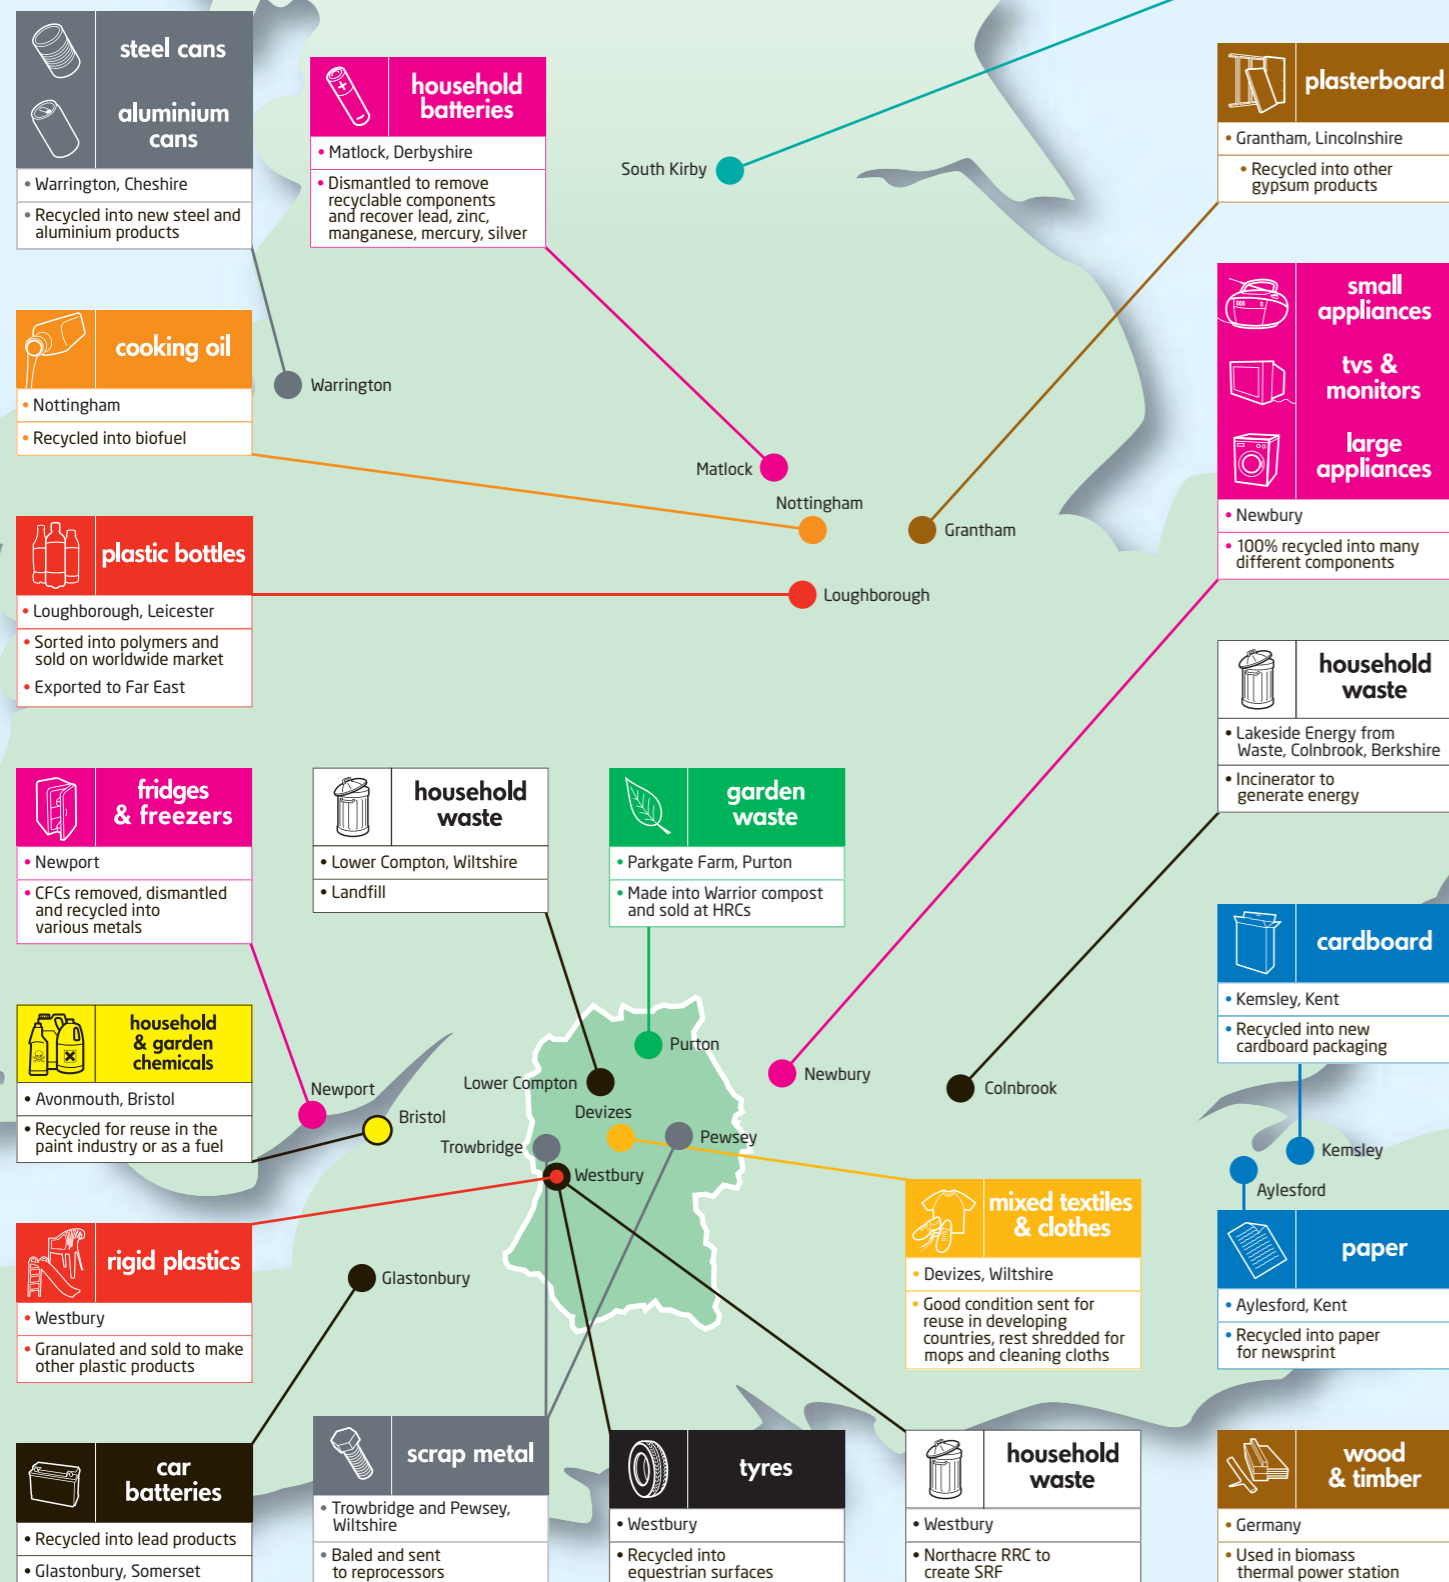 steel cans
aluminium
cans
• Warrington, Cheshire
• Recycled into new steel and
aluminium products
household
batteries
• Matlock, Derbyshire
• Dismantled to remove
recyclable components
and recover lead, zinc,
manganese, mercury, silver
South Kirby
plasterboard
• Grantham, Lincolnshire
• Recycled into other
gypsum products
cooking oil
• Nottingham
• Recycled into biofuel
Warrington
Matlock
Nottingham
Grantham
Loughborough
small
appliances
tvs &
monitors
large
appliances
• Newbury
• 100% recycled into many
different components
plastic bottles
• Loughborough, Leicester
• Sorted into polymers and
sold on worldwide market
• Exported to Far East
household
waste
• Lakeside Energy from
Waste, Colnbrook, Berkshire
• Incinerator to
generate energy
fridges
& freezers
• Newport
• CFCs removed, dismantled
and recycled into
various metals
household
waste
• Lower Compton, Wiltshire
• Landfill
garden
waste
• Parkgate Farm, Purton
• Made into Warrior compost
and sold at HRCs
cardboard
• Kemsley, Kent
• Recycled into new
cardboard packaging
household
& garden
chemicals
• Avonmouth, Bristol
• Recycled for reuse in the
paint industry or as a fuel
Newport
Bristol
Lower Compton
Purton
Devizes
Trowbridge
Pewsey
Westbury
Newbury
Colnbrook
Kemsley
Aylesford
Glastonbury
rigid plastics
• Westbury
• Granulated and sold to make
other plastic products
mixed textiles
& clothes
• Devizes, Wiltshire
• Good condition sent for
reuse in developing
countries, rest shredded for
mops and cleaning cloths
paper
• Aylesford, Kent
• Recycled into paper
for newsprint
car
batteries
• Recycled into lead products
• Glastonbury, Somerset
scrap metal
• Trowbridge and Pewsey,
Wiltshire
• Baled and sent
to reprocessors
tyres
• Westbury
• Recycled into
equestrian surfaces
household
waste
• Westbury
• Northacre RRC to
create SRF
wood
& timber
• Germany
• Used in biomass
thermal power station